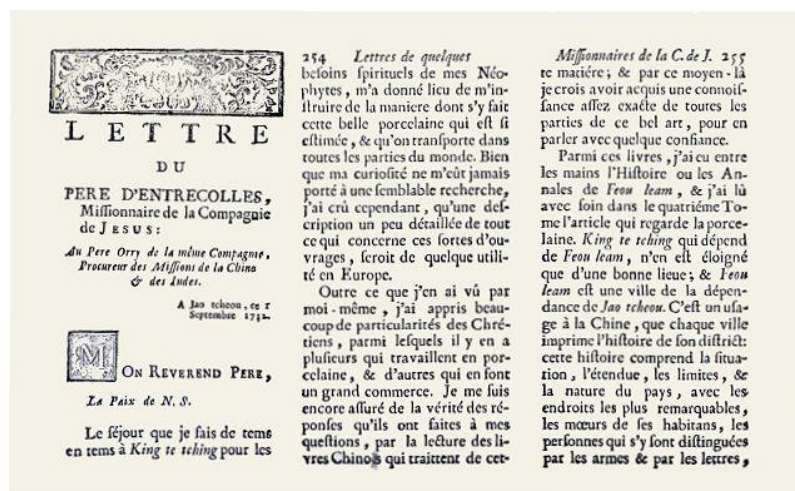 LETTRE
DU
PERE D'ENTRECOLLES,
Missionnaire de la Compagnie
de JESUS:
Au Pere Orry de la même Compagnie,
Procureur des Missions de la Chine
& des Indes.
A Jao tcheou, ce 1
Septembre 1712.
MON REVEREND PERE,
La Paix de N. S.
Le séjour que je fais de tems
en tems à King te tching pour les
254 Lettres de quelques
besoins spirituels de mes Néo-
phytes, m'a donné lieu de m'in-
struire de la maniere dont s'y fait
cette belle porcelaine qui est si
estimée, & qu'on transporte dans
toutes les parties du monde. Bien
que ma curiosité ne m'eût jamais
porté à une semblable recherche,
j'ai crû cependant, qu'une des-
cription un peu détaillée de tout
ce qui concerne ces sortes d'ou-
vrages, seroit de quelque utili-
té en Europe.
Outre ce que j'en ai vû par
moi-même, j'ai appris beau-
coup de particularités des Chré-
tiens, parmi lesquels il y en a
plusieurs qui travaillent en por-
celaine, & d'autres qui en font
un grand commerce. Je me suis
encore assuré de la vérité des ré-
ponses qu'ils ont faites à mes
questions, par la lecture des li-
vres Chinois qui traittent de cet-
Missionnaires de la C. de J. 255
te matiére; & par ce moyen-là
je crois avoir acquis une connois-
sance assez exacte de toutes les
parties de ce bel art, pour en
parler avec quelque confiance.
Parmi ces livres, j'ai eu entre
les mains l'Histoire ou les An-
nales de Feou leam, & j'ai lû
avec soin dans le quatriéme To-
me l'article qui regarde la porce-
laine. King te tching qui dépend
de Feou leam, n'en est éloigné
que d'une bonne lieue; & Feou
leam est une ville de la dépen-
dance de Jao tcheou. C'est un usa-
ge à la Chine, que chaque ville
imprime l'histoire de son district:
cette histoire comprend la situa-
tion, l'étendue, les limites, &
la nature du pays, avec les
endroits les plus remarquables,
les mœurs de ses habitans, les
personnes qui s'y sont distinguées
par les armes & par les lettres,